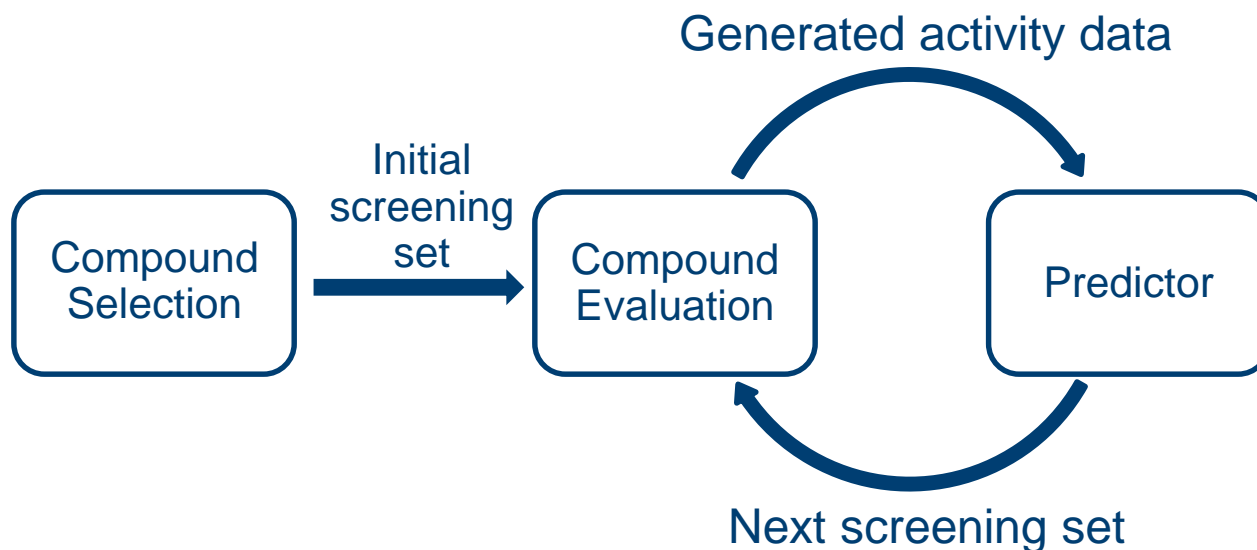 Generated activity data
Initial
screening
set
Compound
Selection
Compound
Evaluation
Predictor
Next screening set